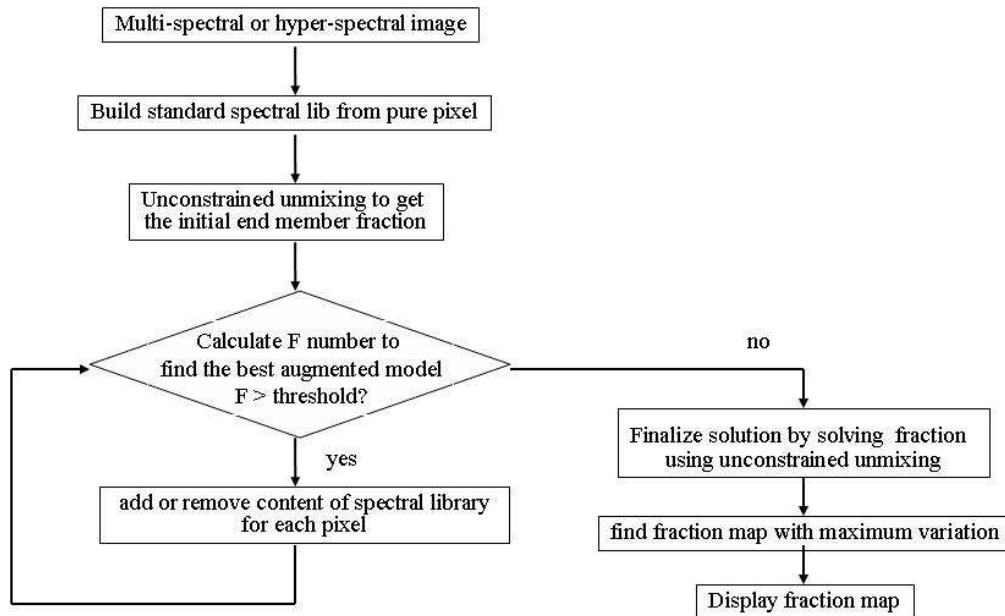 Multi-spectral or hyper-spectral image
Build standard spectral lib from pure pixel
Unconstrained unmixing to get
the initial end member fraction
Calculate F number to
find the best augmented model
F > threshold?
no
yes
add or remove content of spectral library
for each pixel
Finalize solution by solving fraction
using unconstrained unmixing
find fraction map with maximum variation
Display fraction map